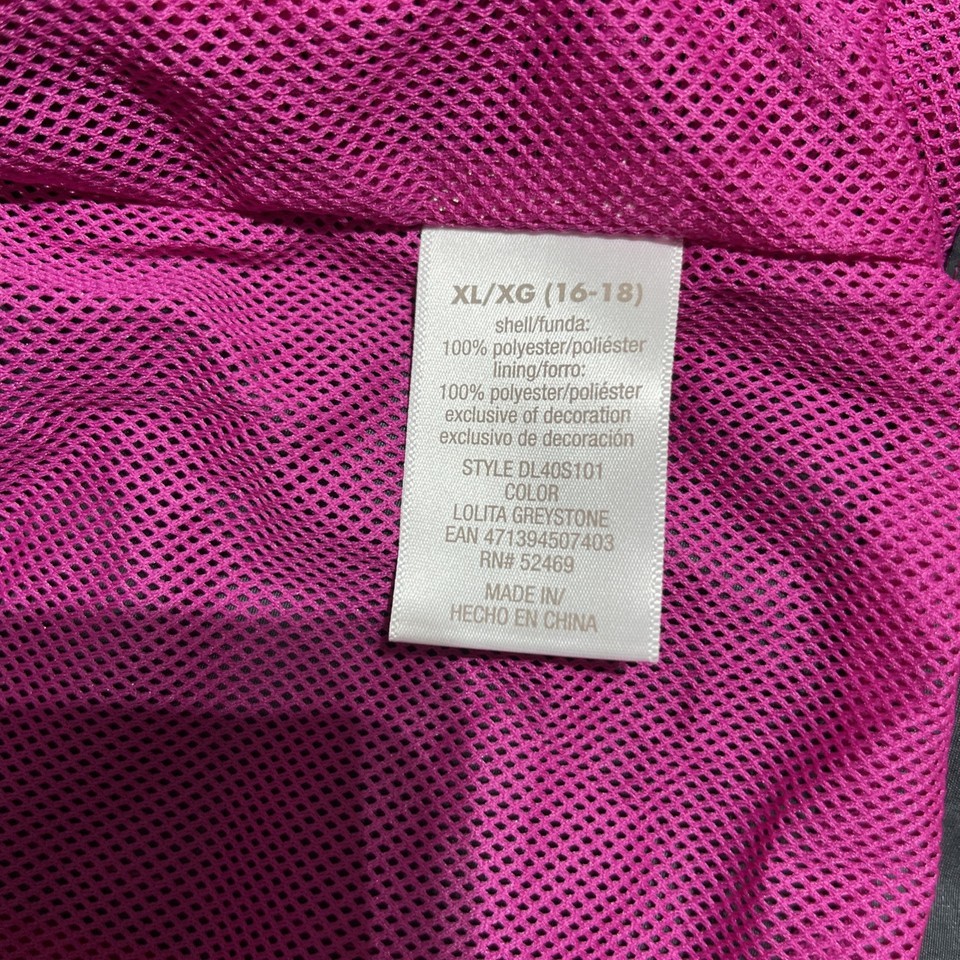 XL/XG (16-18)
shell/funda:
100% polyester/poliéster
lining/forro:
100% polyester/poliéster
exclusive of decoration
exclusivo de decoración
STYLE DL40S101
COLOR
LOLITA GREYSTONE
EAN 471394507403
RN# 52469
MADE IN/
HECHO EN CHINA